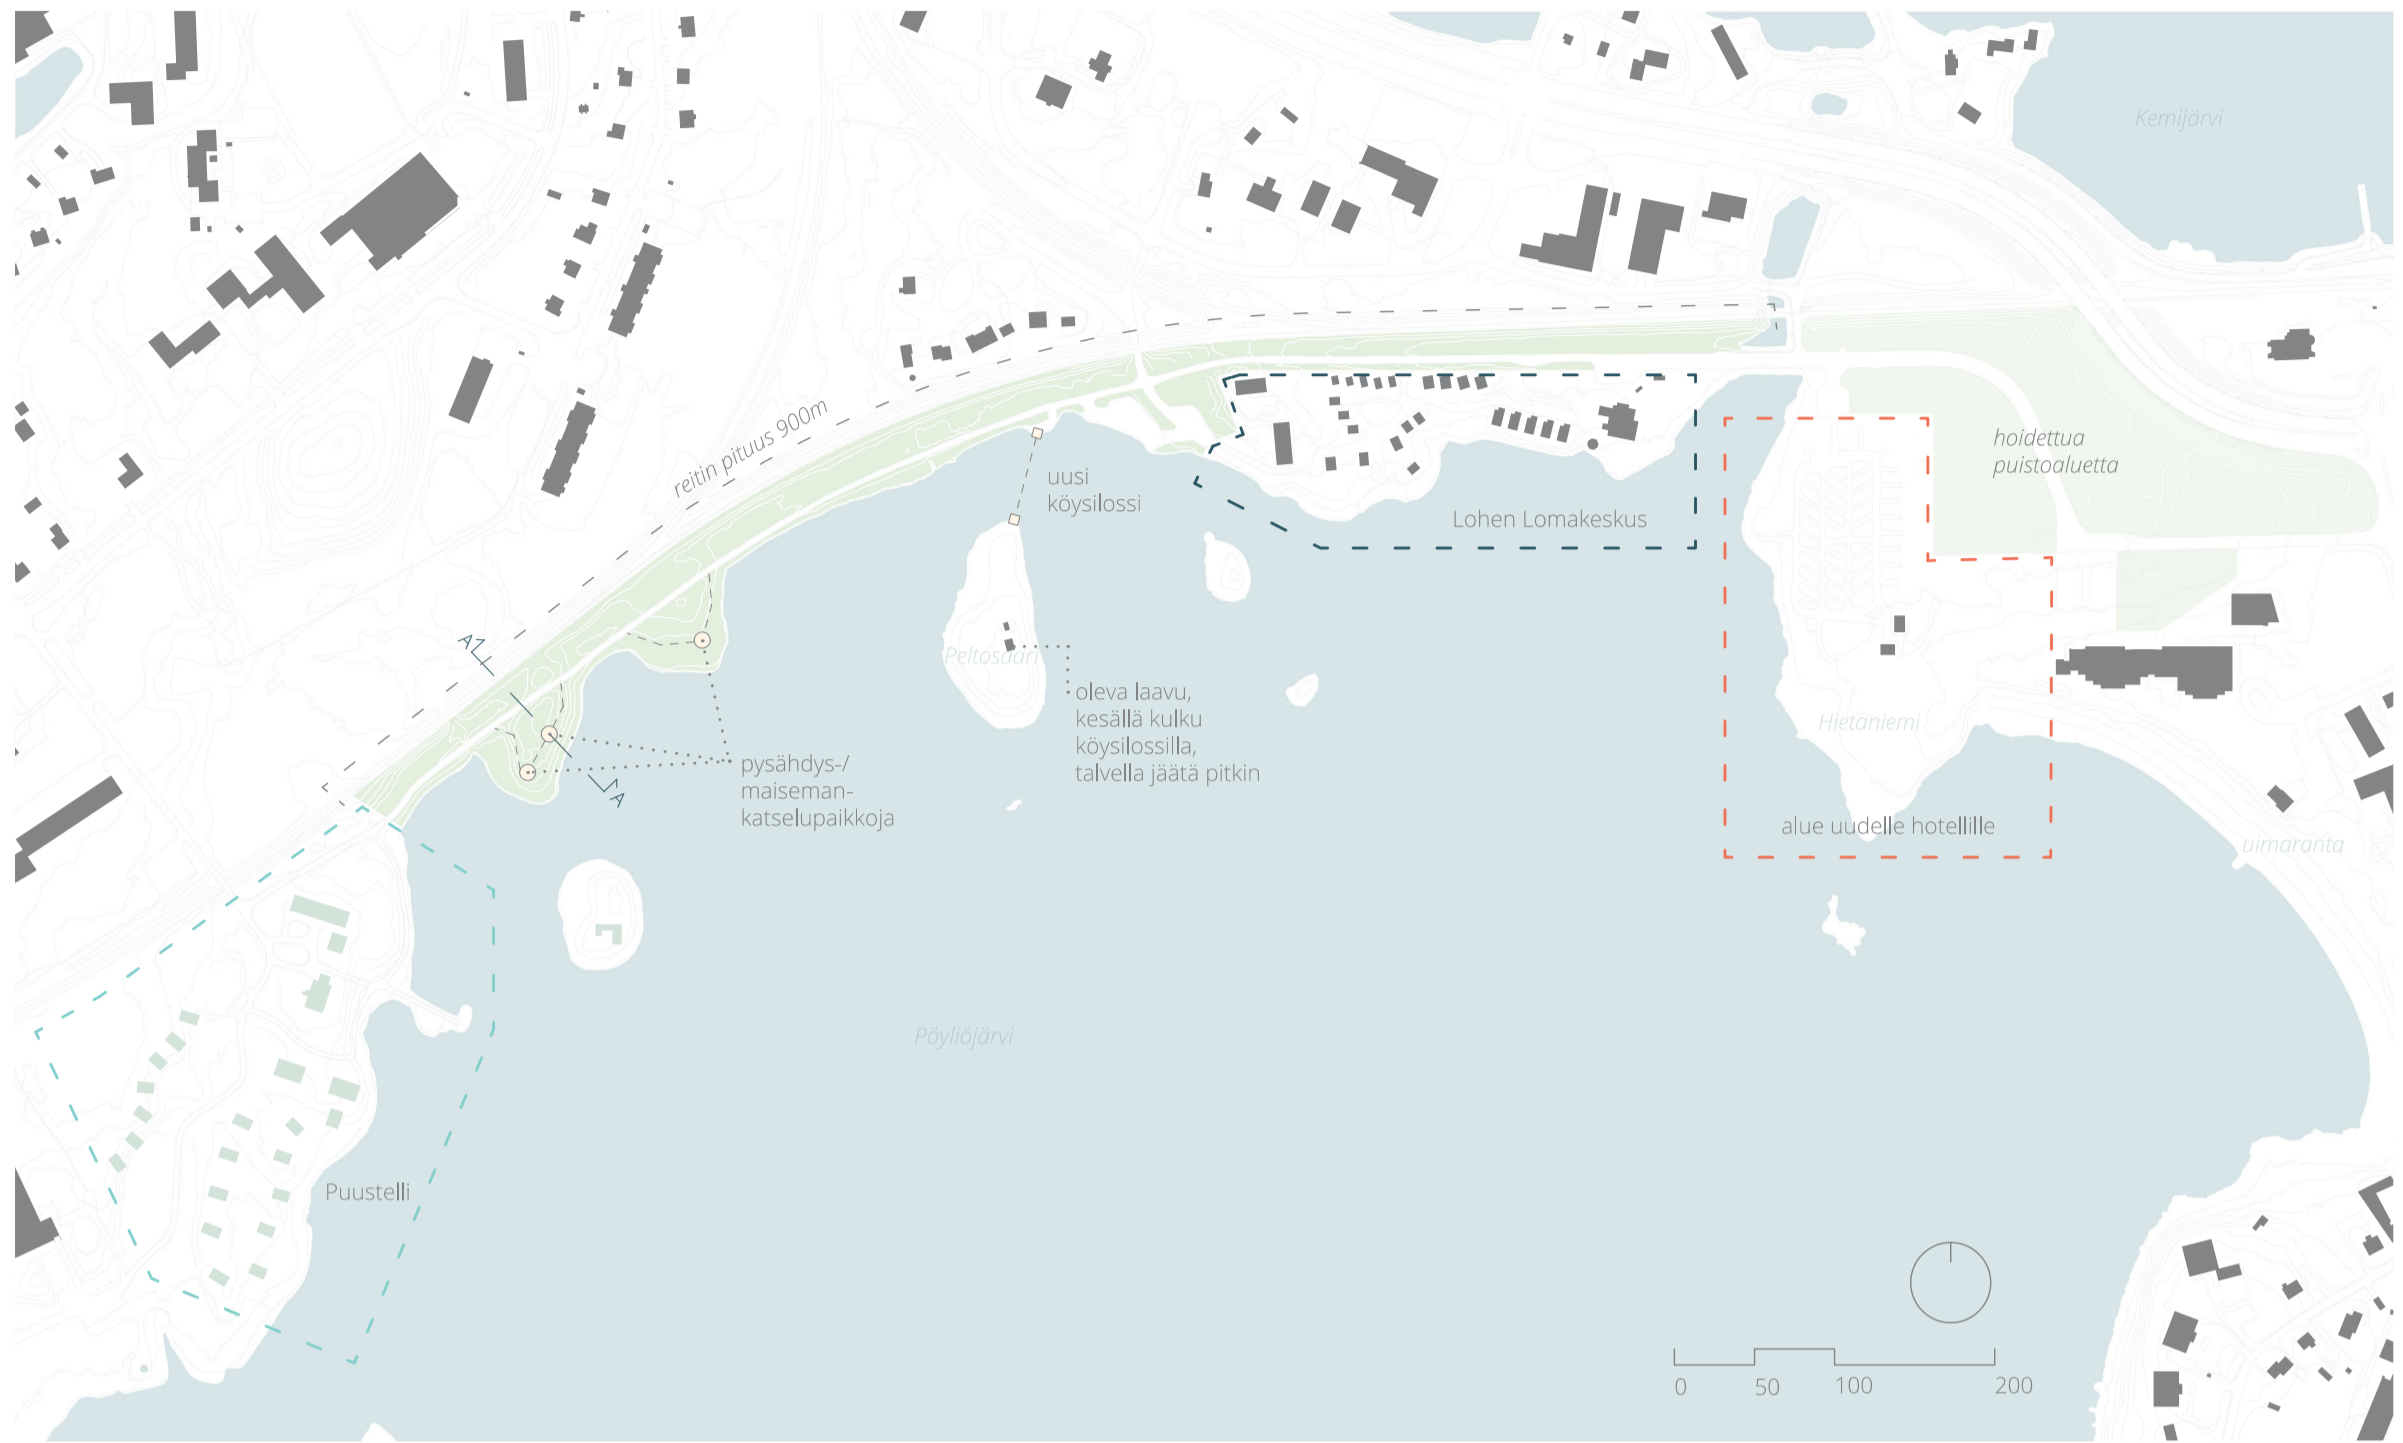 Kemijärvi
reitin pituus 900m
hoidettua
puistoaluetta
uusi
köysilossi
Lohen Lomakeskus
A
Peltosaari
oleva laavu,
kesällä kulku
köysilossilla,
talvella jäätä pitkin
Hietaniemi
pysähdys-/
maiseman-
katselupaikkoja
A
alue uudelle hotellille
uimaranta
Pöyliöjärvi
Puustelli
0 50 100 200